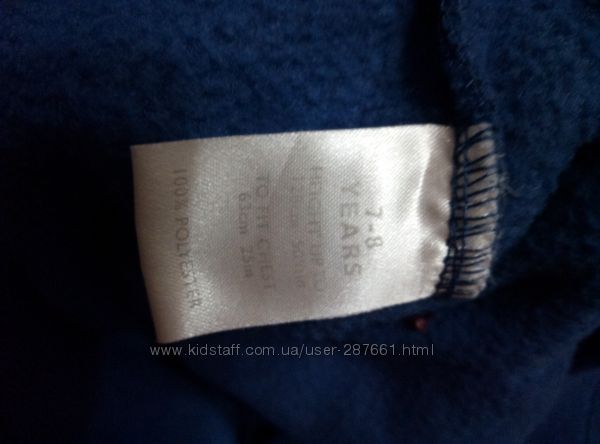 7-8
YEARS
HEIGHT UP TO
TO FIT CHEST
100% POLYESTER
www.kidstaff.com.ua/user-287661.html